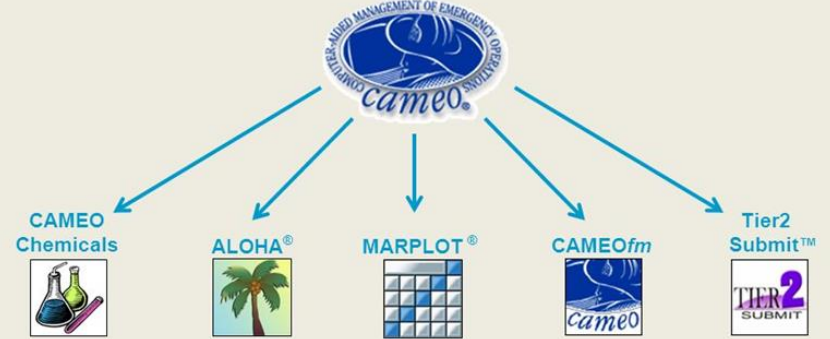 COMPUTER-AIDED MANAGEMENT OF EMERGENCY OPERATIONS
cameo®
CAMEO
Chemicals
ALOHA®
MARPLOT®
CAMEOfm
Tier2
Submit™
cameo
TIER2
SUBMIT